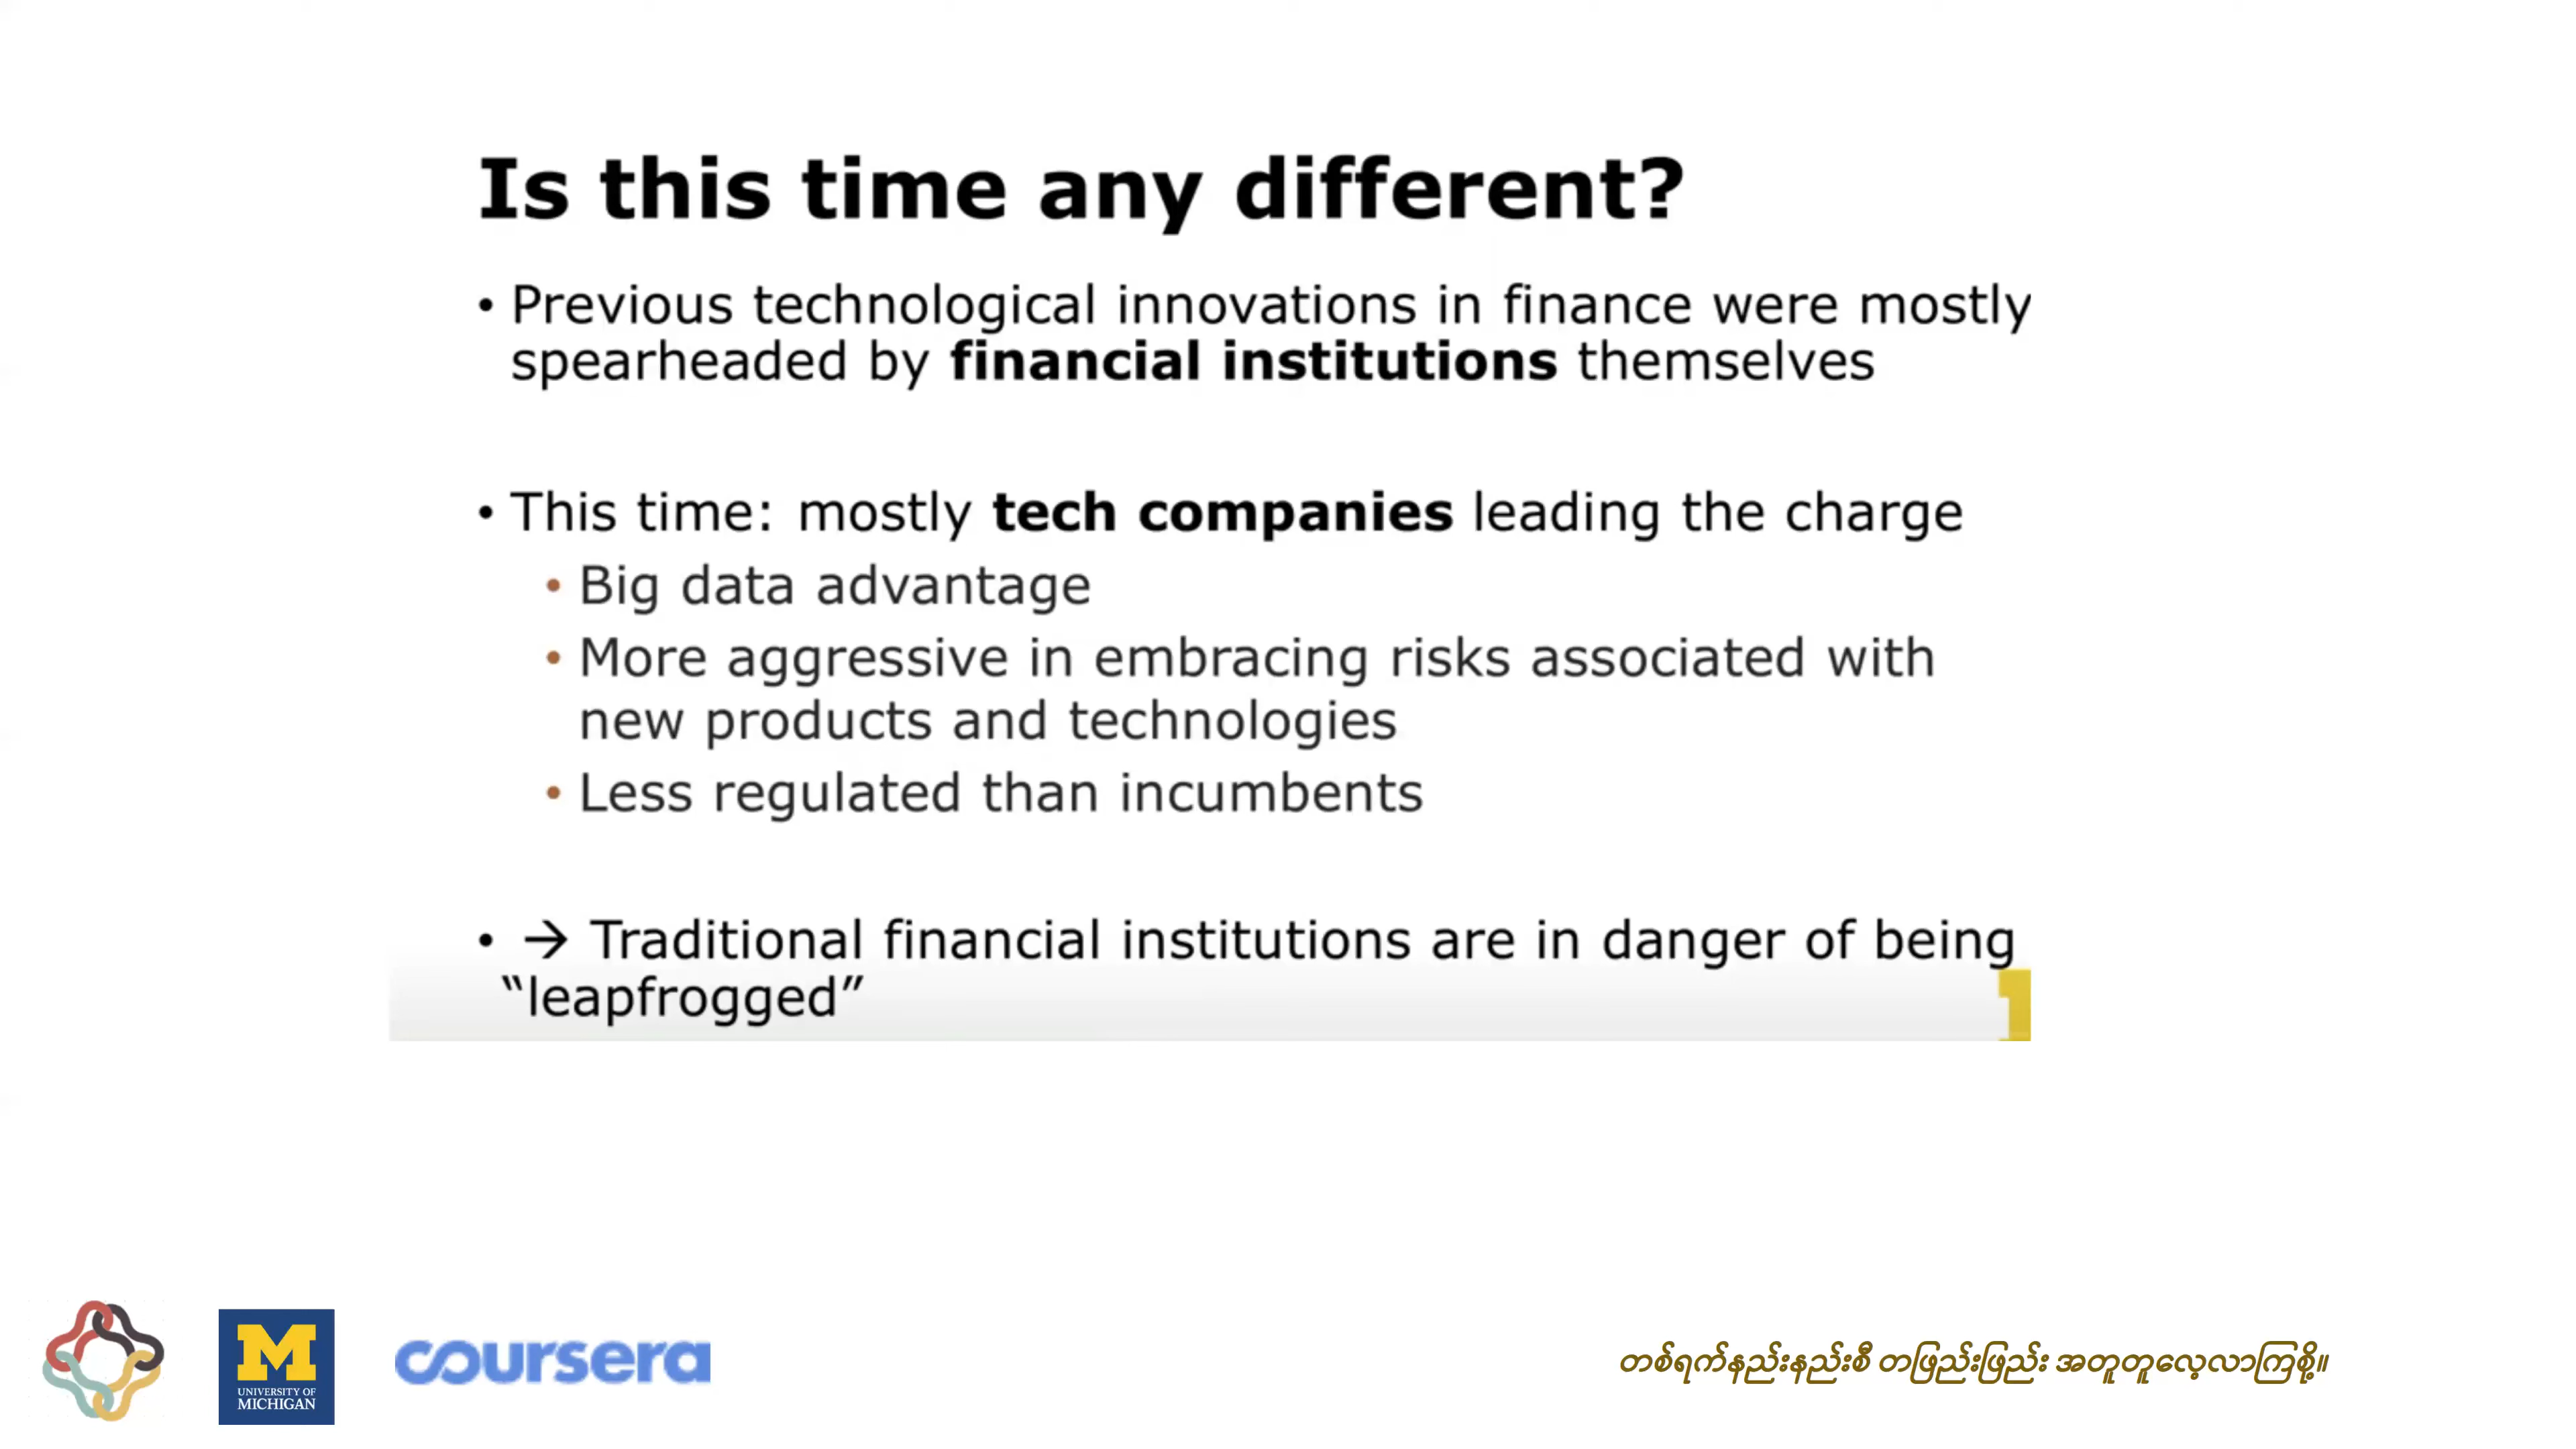 Is this time any different?
• Previous technological innovations in finance were mostly
spearheaded by financial institutions themselves
• This time: mostly tech companies leading the charge
• Big data advantage
• More aggressive in embracing risks associated with
new products and technologies
• Less regulated than incumbents
• → Traditional financial institutions are in danger of being
“leapfrogged”
M
UNIVERSITY OF
MICHIGAN
coursera
တစ်ရက်နည်းနည်းစီ တဖြည်းဖြည်း အတူတူလေ့လာကြစို့။